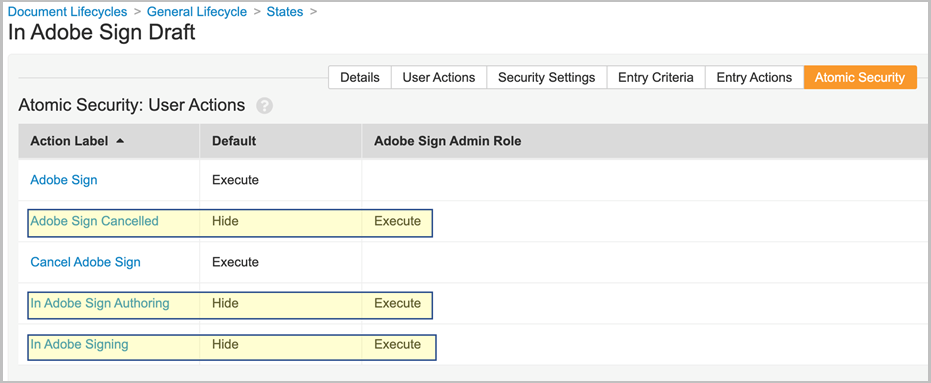 Document Lifecycles > General Lifecycle > States >
In Adobe Sign Draft
Details User Actions Security Settings Entry Criteria Entry Actions Atomic Security
Atomic Security: User Actions ?
Action Label Default Adobe Sign Admin Role
Adobe Sign Execute
Adobe Sign Cancelled Hide Execute
Cancel Adobe Sign Execute
In Adobe Sign Authoring Hide Execute
In Adobe Signing Hide Execute